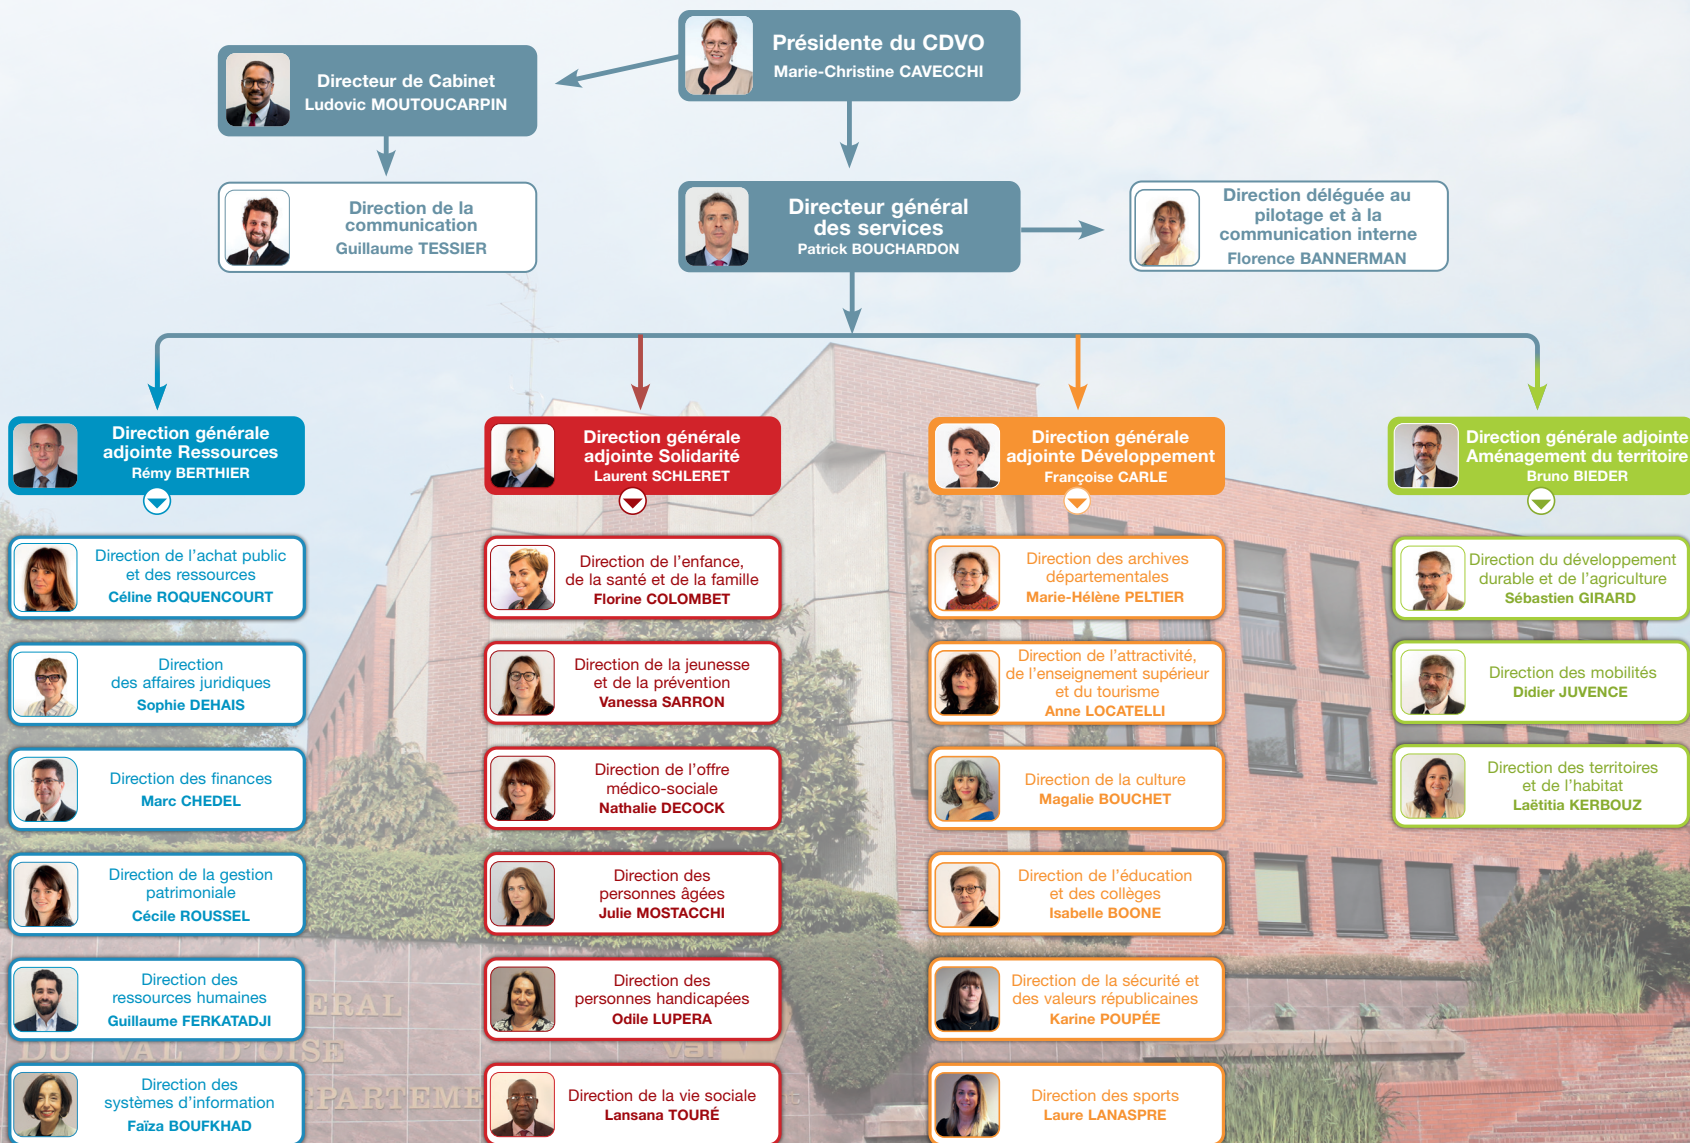 Présidente du CDVO
Marie-Christine CAVECCHI
Directeur de Cabinet
Ludovic MOUTOUCARPIN
Direction de la
communication
Guillaume TESSIER
Directeur général
des services
Patrick BOUCHARDON
Direction déléguée au
pilotage et à la
communication interne
Florence BANNERMAN
Direction générale
adjointe Ressources
Rémy BERTHIER
Direction de l'achat public
et des ressources
Céline ROQUENCOURT
Direction
des affaires juridiques
Sophie DEHAIS
Direction des finances
Marc CHEDEL
Direction de la gestion
patrimoniale
Cécile ROUSSEL
Direction des
ressources humaines
Guillaume FERKATADJI
Direction des
systèmes d'information
Faïza BOUFKHAD
Direction générale
adjointe Solidarité
Laurent SCHLERET
Direction de l'enfance,
de la santé et de la famille
Florine COLOMBET
Direction de la jeunesse
et de la prévention
Vanessa SARRON
Direction de l'offre
médico-sociale
Nathalie DECOCK
Direction des
personnes âgées
Julie MOSTACCHI
Direction des
personnes handicapées
Odile LUPERA
Direction de la vie sociale
Lansana TOURÉ
Direction générale
adjointe Développement
Françoise CARLE
Direction des archives
départementales
Marie-Hélène PELTIER
Direction de l'attractivité,
de l'enseignement supérieur
et du tourisme
Anne LOCATELLI
Direction de la culture
Magalie BOUCHET
Direction de l'éducation
et des collèges
Isabelle BOONE
Direction de la sécurité et
des valeurs républicaines
Karine POUPÉE
Direction des sports
Laure LANASPRE
Direction générale adjointe
Aménagement du territoire
Bruno BIEDER
Direction du développement
durable et de l'agriculture
Sébastien GIRARD
Direction des mobilités
Didier JUVENCE
Direction des territoires
et de l'habitat
Laëtitia KERBOUZ
DU VAL D'OISE
val